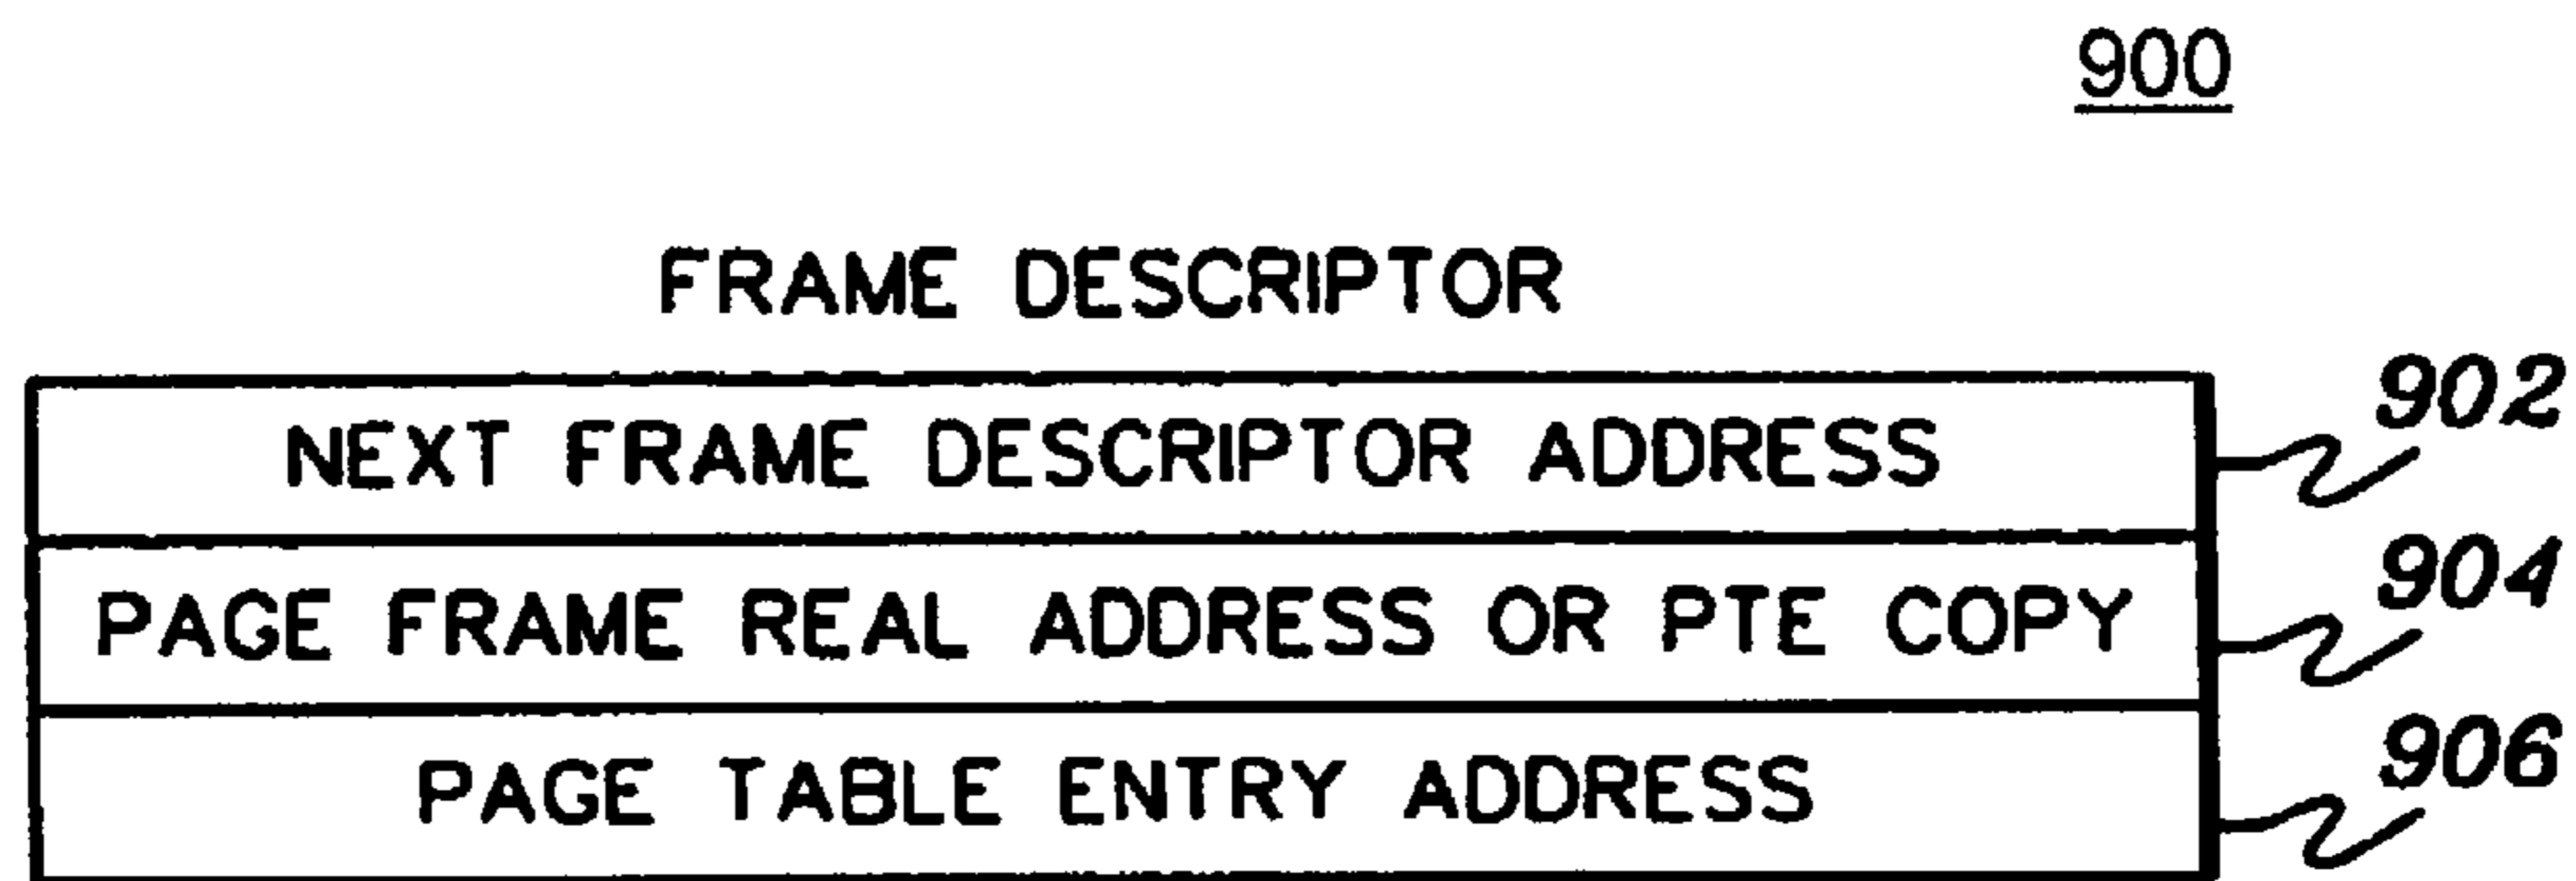 900
FRAME DESCRIPTOR
NEXT FRAME DESCRIPTOR ADDRESS 902
PAGE FRAME REAL ADDRESS OR PTE COPY 904
PAGE TABLE ENTRY ADDRESS 906